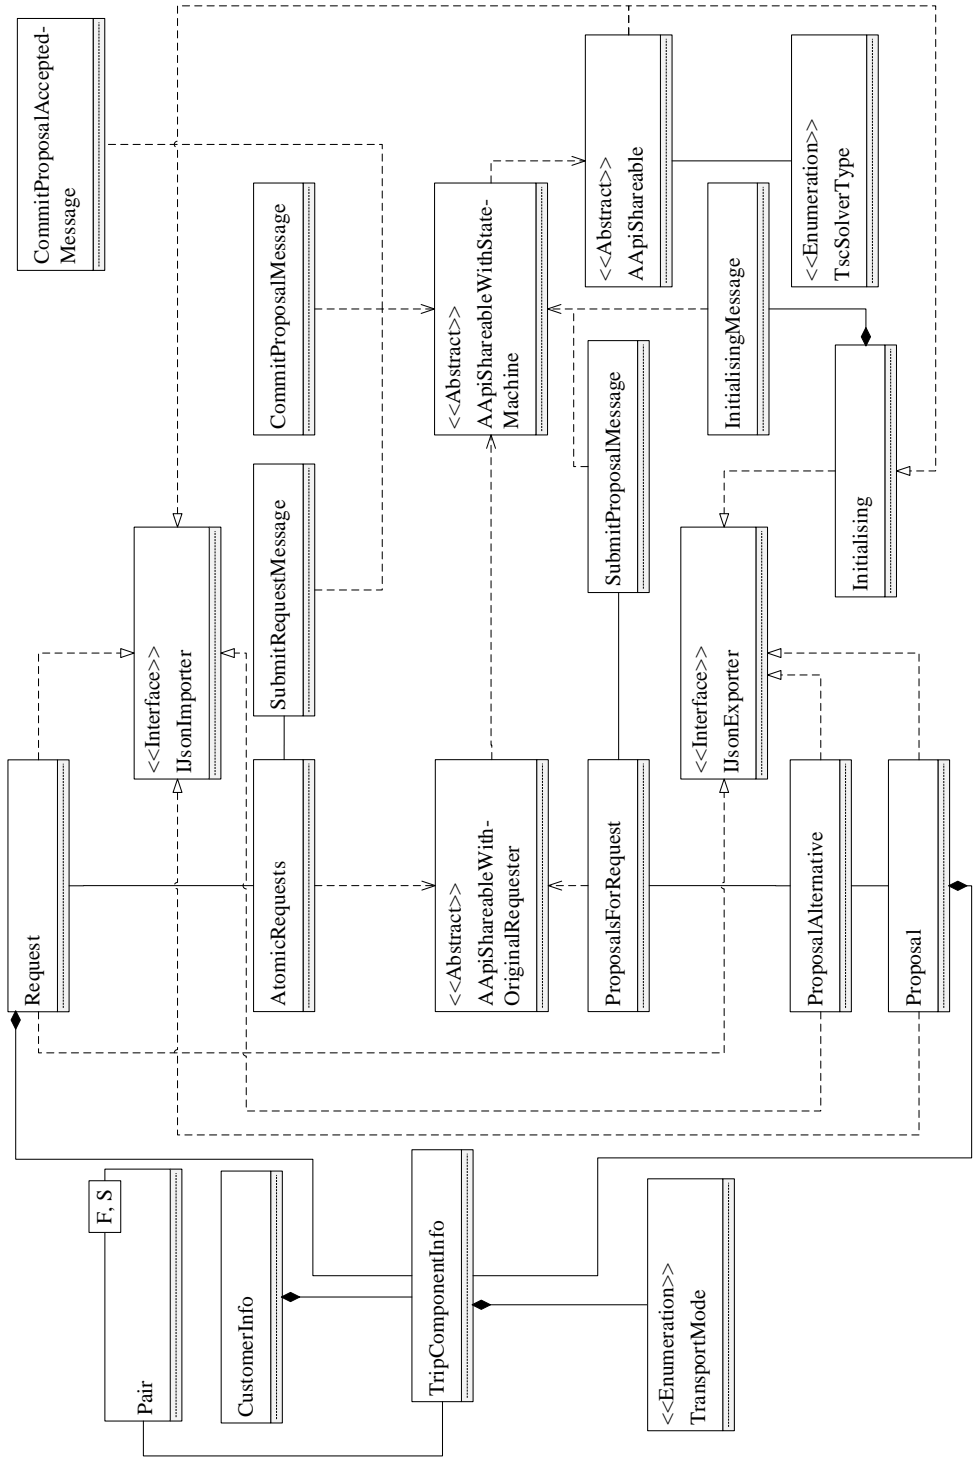 CommitProposalAccepted-
Message
CommitProposalMessage
SubmitRequestMessage
<<Interface>>
IJsonImporter
Request
AtomicRequests
F, S
Pair
CustomerInfo
<<Abstract>>
AApiShareable
<<Abstract>>
AApiShareableWithState-
Machine
<<Abstract>>
AApiShareableWith-
OriginalRequester
TripComponentInfo
<<Enumeration>>
TscSolverType
InitialisingMessage
SubmitProposalMessage
ProposalsForRequest
<<Interface>>
IJsonExporter
Initialising
ProposalAlternative
Proposal
<<Enumeration>>
TransportMode